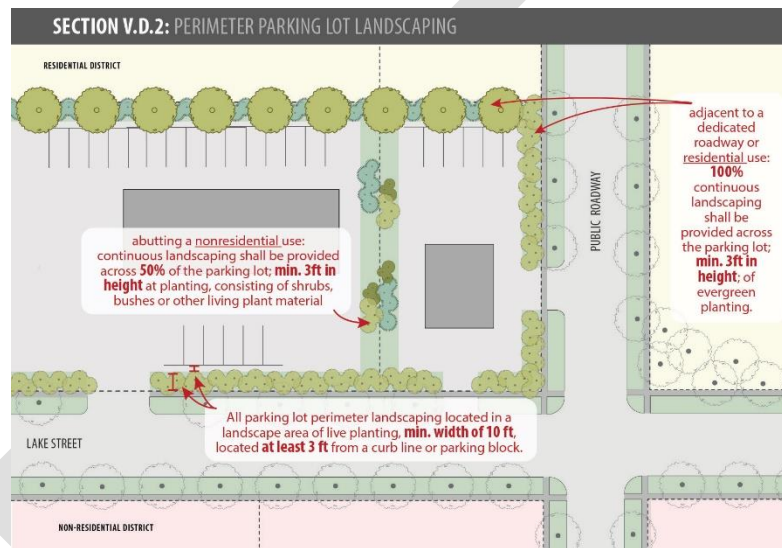 SECTION V.D.2: PERIMETER PARKING LOT LANDSCAPING
RESIDENTIAL DISTRICT
adjacent to a
dedicated
roadway or
residential use:
100%
continuous
landscaping
shall be
provided across
the parking lot;
min. 3ft in
height; of
evergreen
planting.
PUBLIC ROADWAY
abutting a nonresidential use:
continuous landscaping shall be provided
across 50% of the parking lot; min. 3ft in
height at planting, consisting of shrubs,
bushes or other living plant material
All parking lot perimeter landscaping located in a
landscape area of live planting, min. width of 10 ft,
located at least 3 ft from a curb line or parking block.
LAKE STREET
NON-RESIDENTIAL DISTRICT